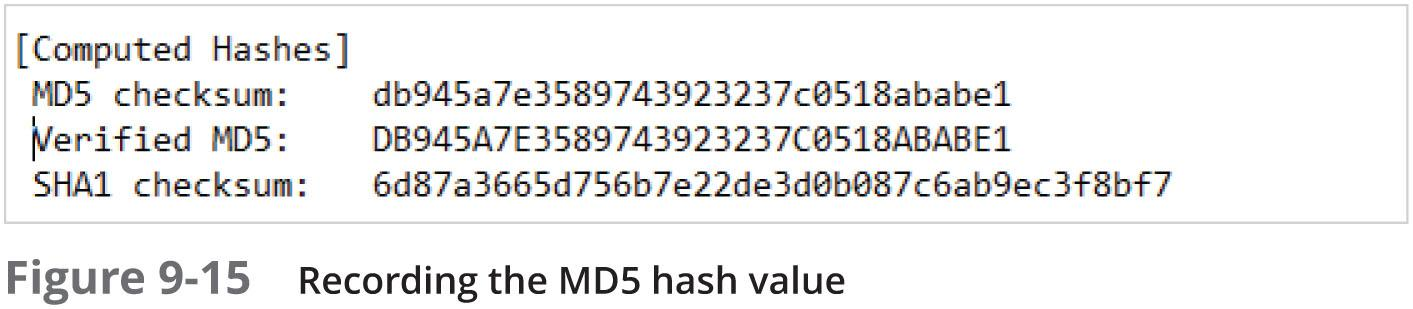 [Computed Hashes]
MD5 checksum: db945a7e3589743923237c0518ababe1
Verified MD5: DB945A7E3589743923237C0518ABABE1
SHA1 checksum: 6d87a3665d756b7e22de3d0b087c6ab9ec3f8bf7
Figure 9-15 Recording the MD5 hash value